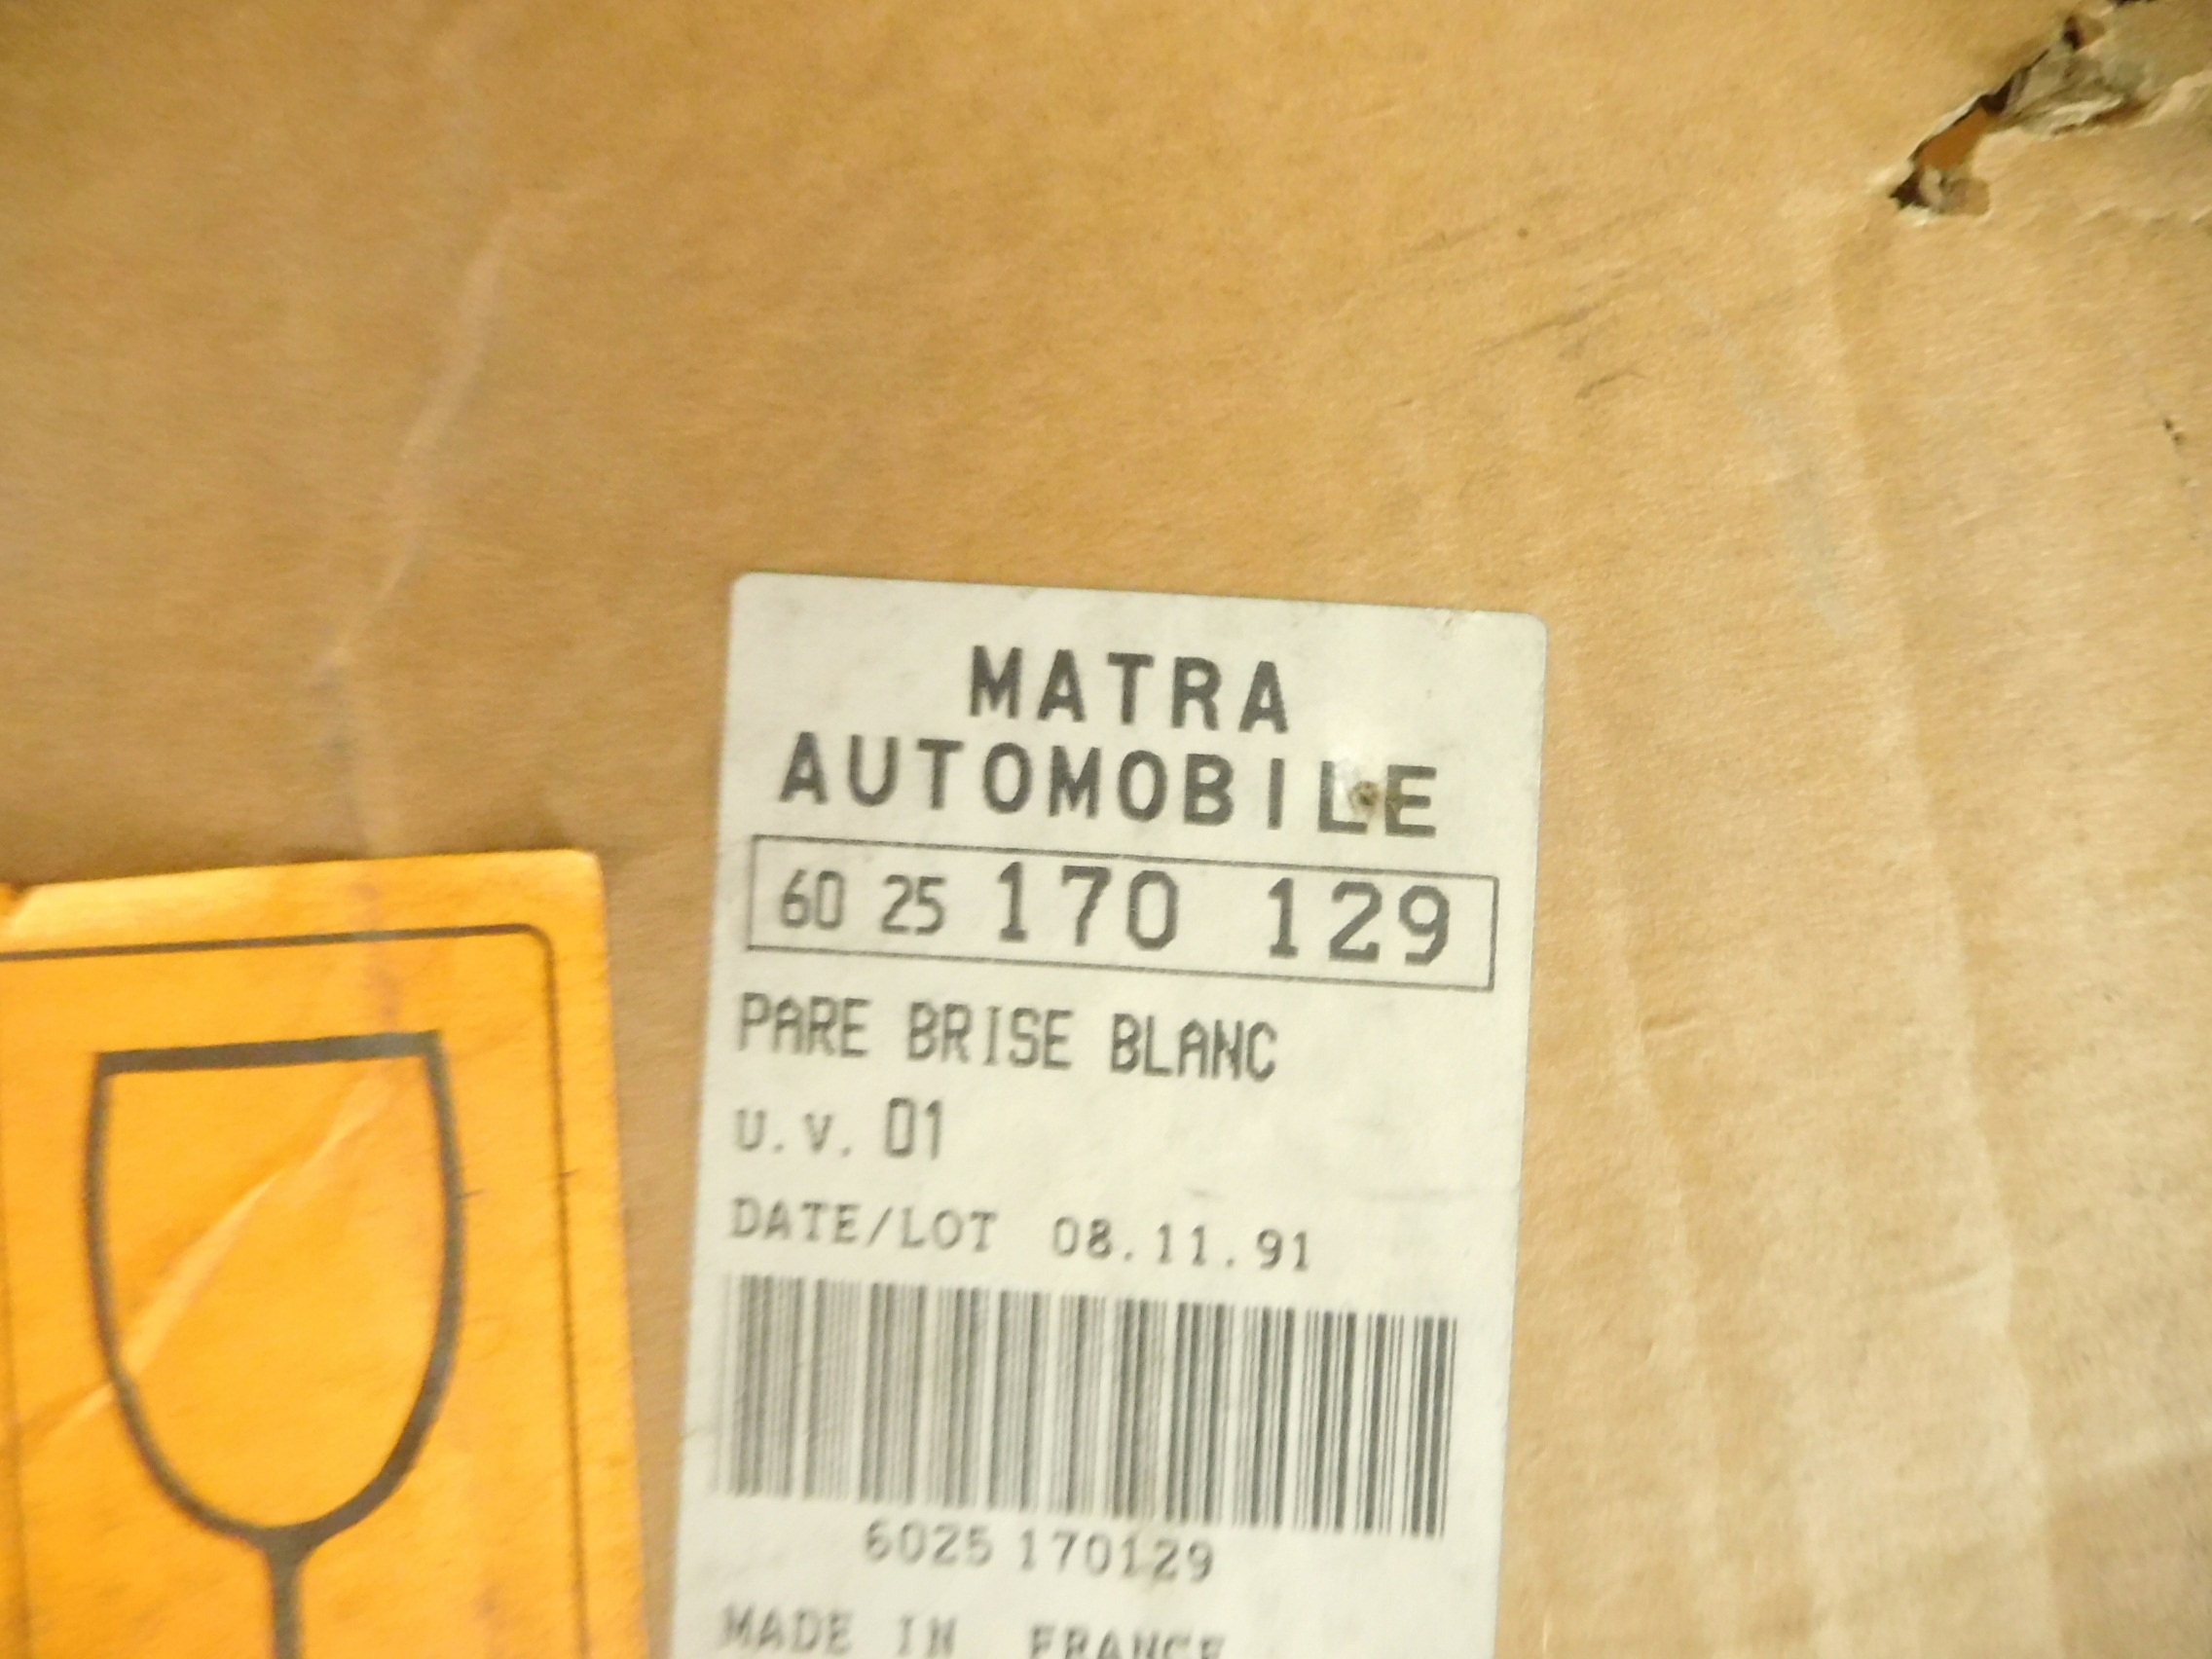 MATRA
AUTOMOBILE
60 25 170 129
PARE BRISE BLANC
U.V. 01
DATE/LOT 08.11.91
6025 170129
MADE IN FRANCE